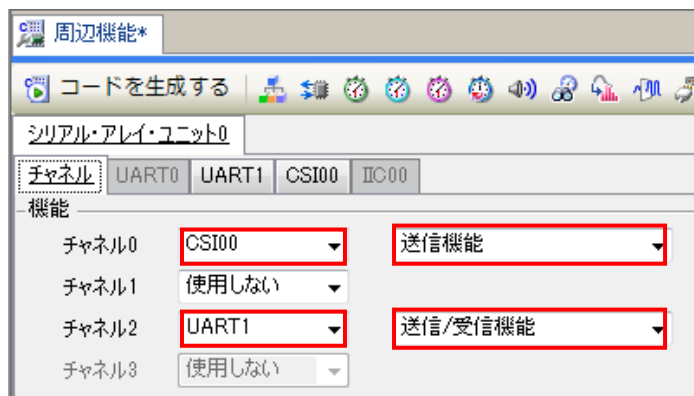 周辺機能*
コードを生成する
シリアル・アレイ・ユニット0
チャネル UART0 UART1 CSI00 IIC00
機能
チャネル0 CSI00 送信機能
チャネル1 使用しない
チャネル2 UART1 送信/受信機能
チャネル3 使用しない